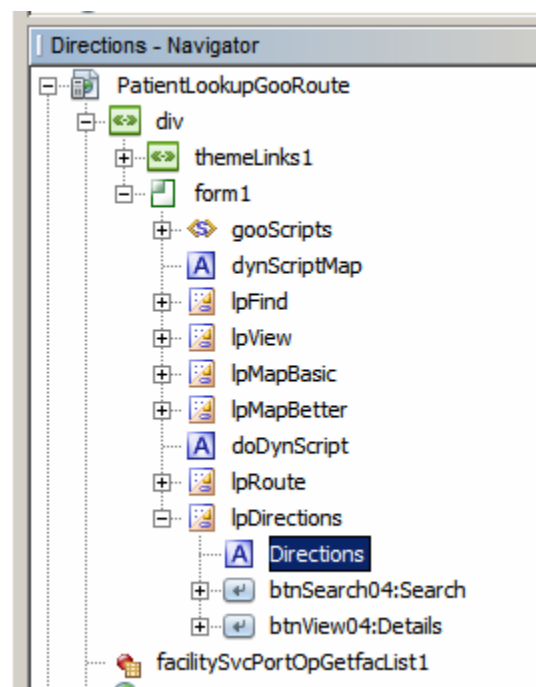 Directions - Navigator
PatientLookupGooRoute
div
themeLinks1
form1
gooScripts
dynScriptMap
lpFind
lpView
lpMapBasic
lpMapBetter
doDynScript
lpRoute
lpDirections
Directions
btnSearch04:Search
btnView04:Details
facilitySvcPortOpGetfacList1